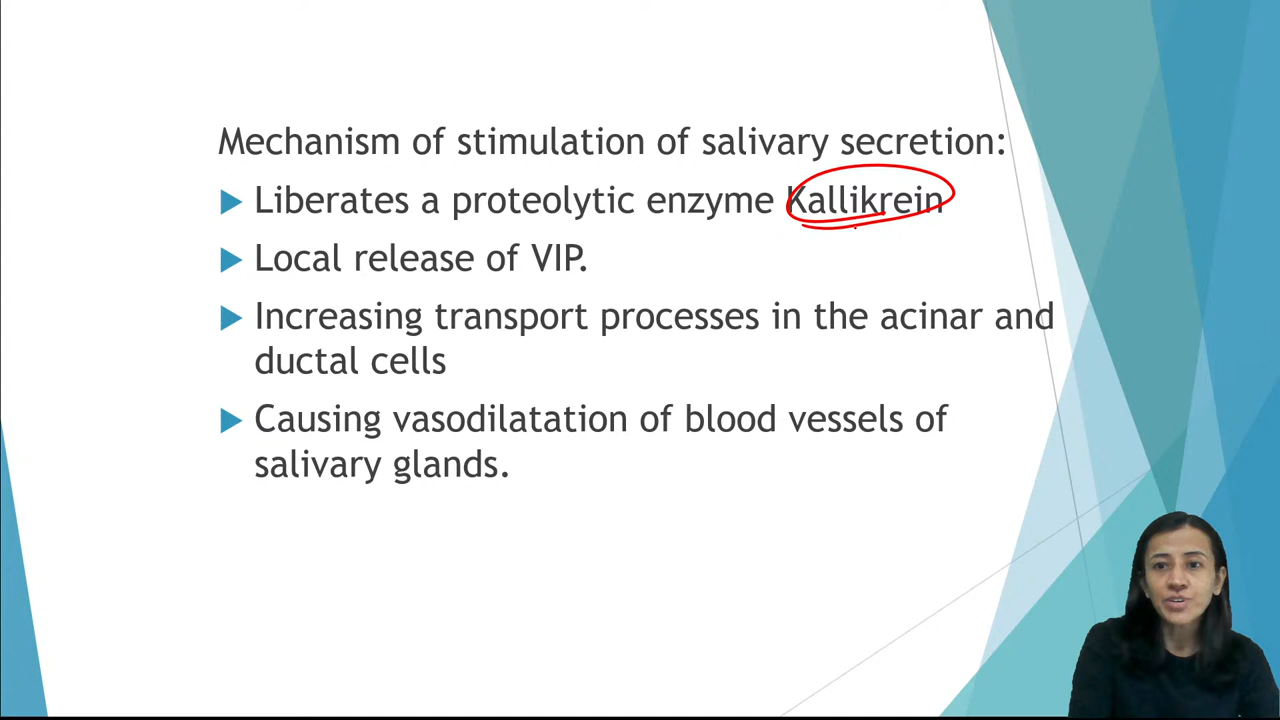 Mechanism of stimulation of salivary secretion:
Liberates a proteolytic enzyme Kallikrein
Local release of VIP.
Increasing transport processes in the acinar and
ductal cells
Causing vasodilatation of blood vessels of
salivary glands.